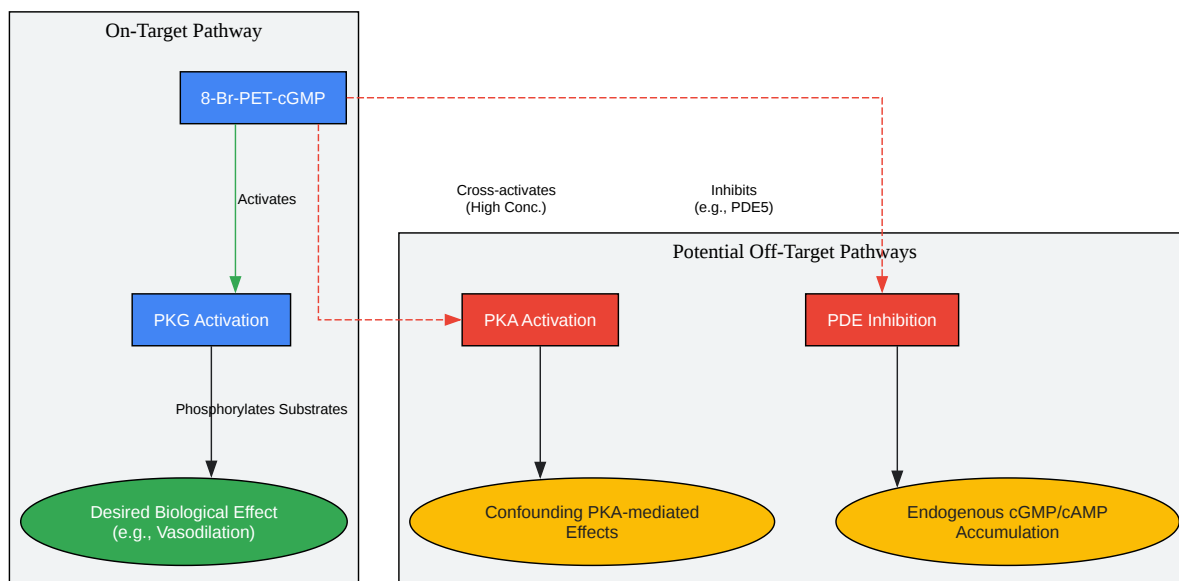 On-Target Pathway
8-Br-PET-cGMP
Activates
Cross-activates
(High Conc.)
Inhibits
(e.g., PDE5)
Potential Off-Target Pathways
PKG Activation
PKA Activation
PDE Inhibition
Phosphorylates Substrates
Desired Biological Effect
(e.g., Vasodilation)
Confounding PKA-mediated
Effects
Endogenous cGMP/cAMP
Accumulation